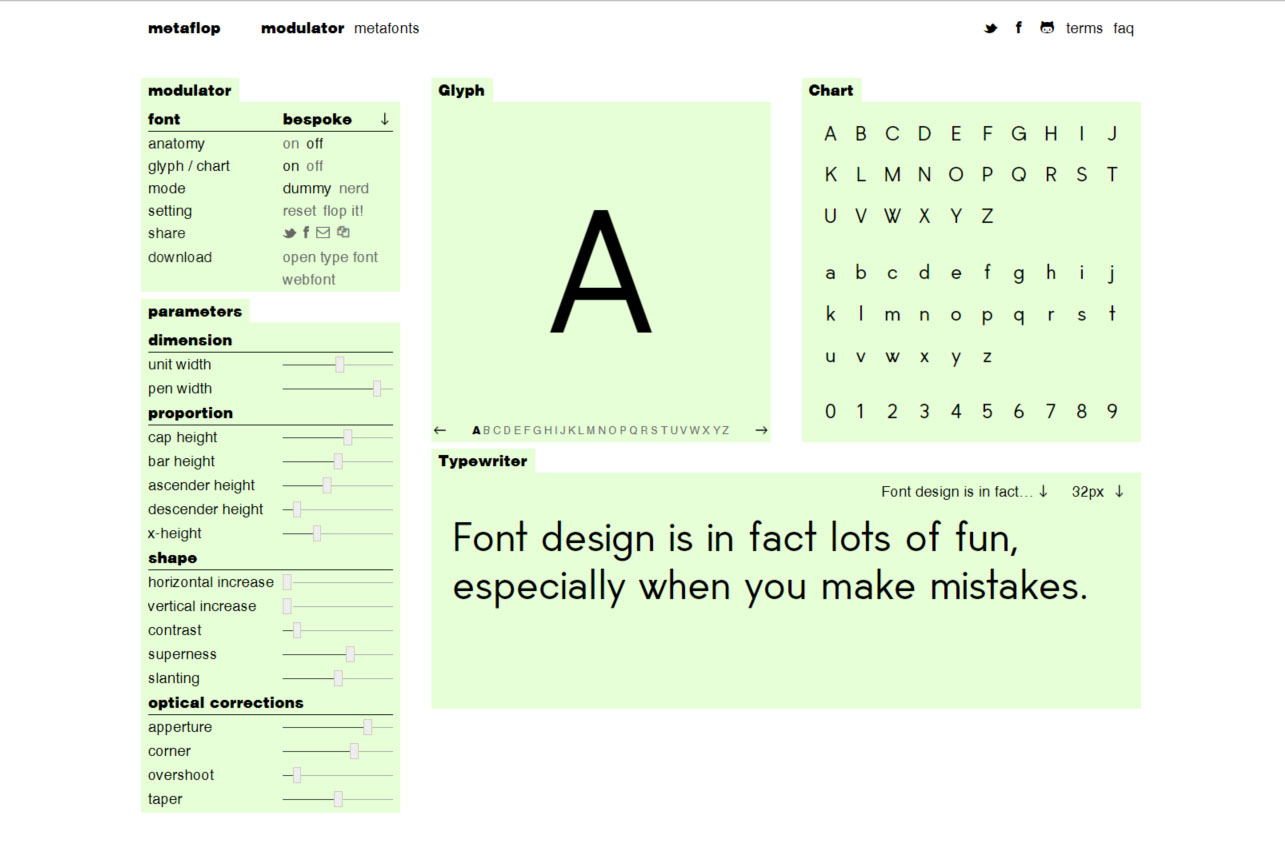 metaflop modulator metafonts terms faq
modulator
font bespoke ↓
anatomy on off
glyph / chart on off
mode dummy nerd
setting reset flop it!
share
download open type font
webfont
parameters
dimension
unit width
pen width
proportion
cap height
bar height
ascender height
descender height
x-height
shape
horizontal increase
vertical increase
contrast
superness
slanting
optical corrections
apperture
corner
overshoot
taper
Glyph
A
← ABCDEFGHIJKLMNOPQRSTUVWXYZ →
Chart
A B C D E F G H I J
K L M N O P Q R S T
U V W X Y Z
a b c d e f g h i j
k l m n o p q r s t
u v w x y z
0 1 2 3 4 5 6 7 8 9
Typewriter
Font design is in fact... ↓ 32px ↓
Font design is in fact lots of fun,
especially when you make mistakes.